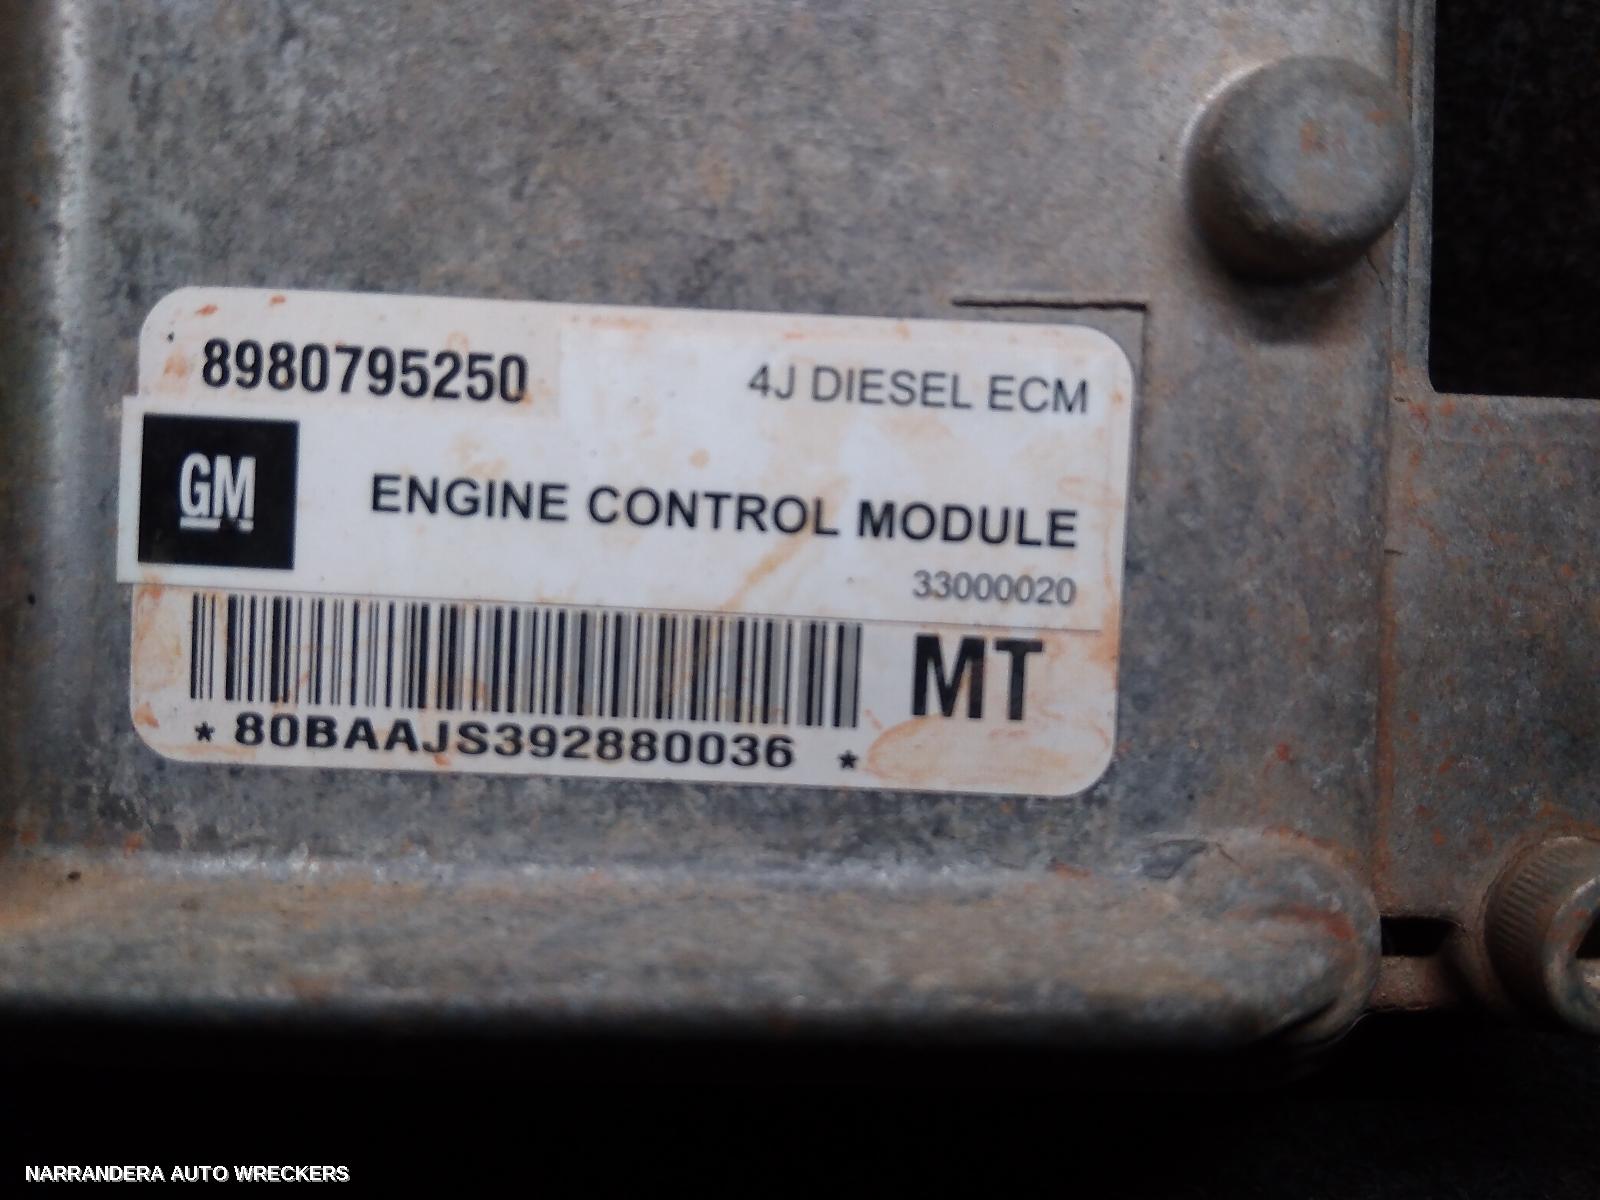 8980795250
4J DIESEL ECM
GM
ENGINE CONTROL MODULE
33000020
MT
* 80BAAJS392880036 *
NARRANDERA AUTO WRECKERS